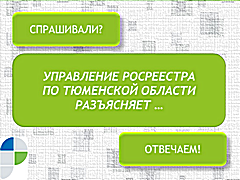 СПРАШИВАЛИ?
УПРАВЛЕНИЕ РОСРЕЕСТРА
ПО ТЮМЕНСКОЙ ОБЛАСТИ
РАЗЪЯСНЯЕТ ...
ОТВЕЧАЕМ!